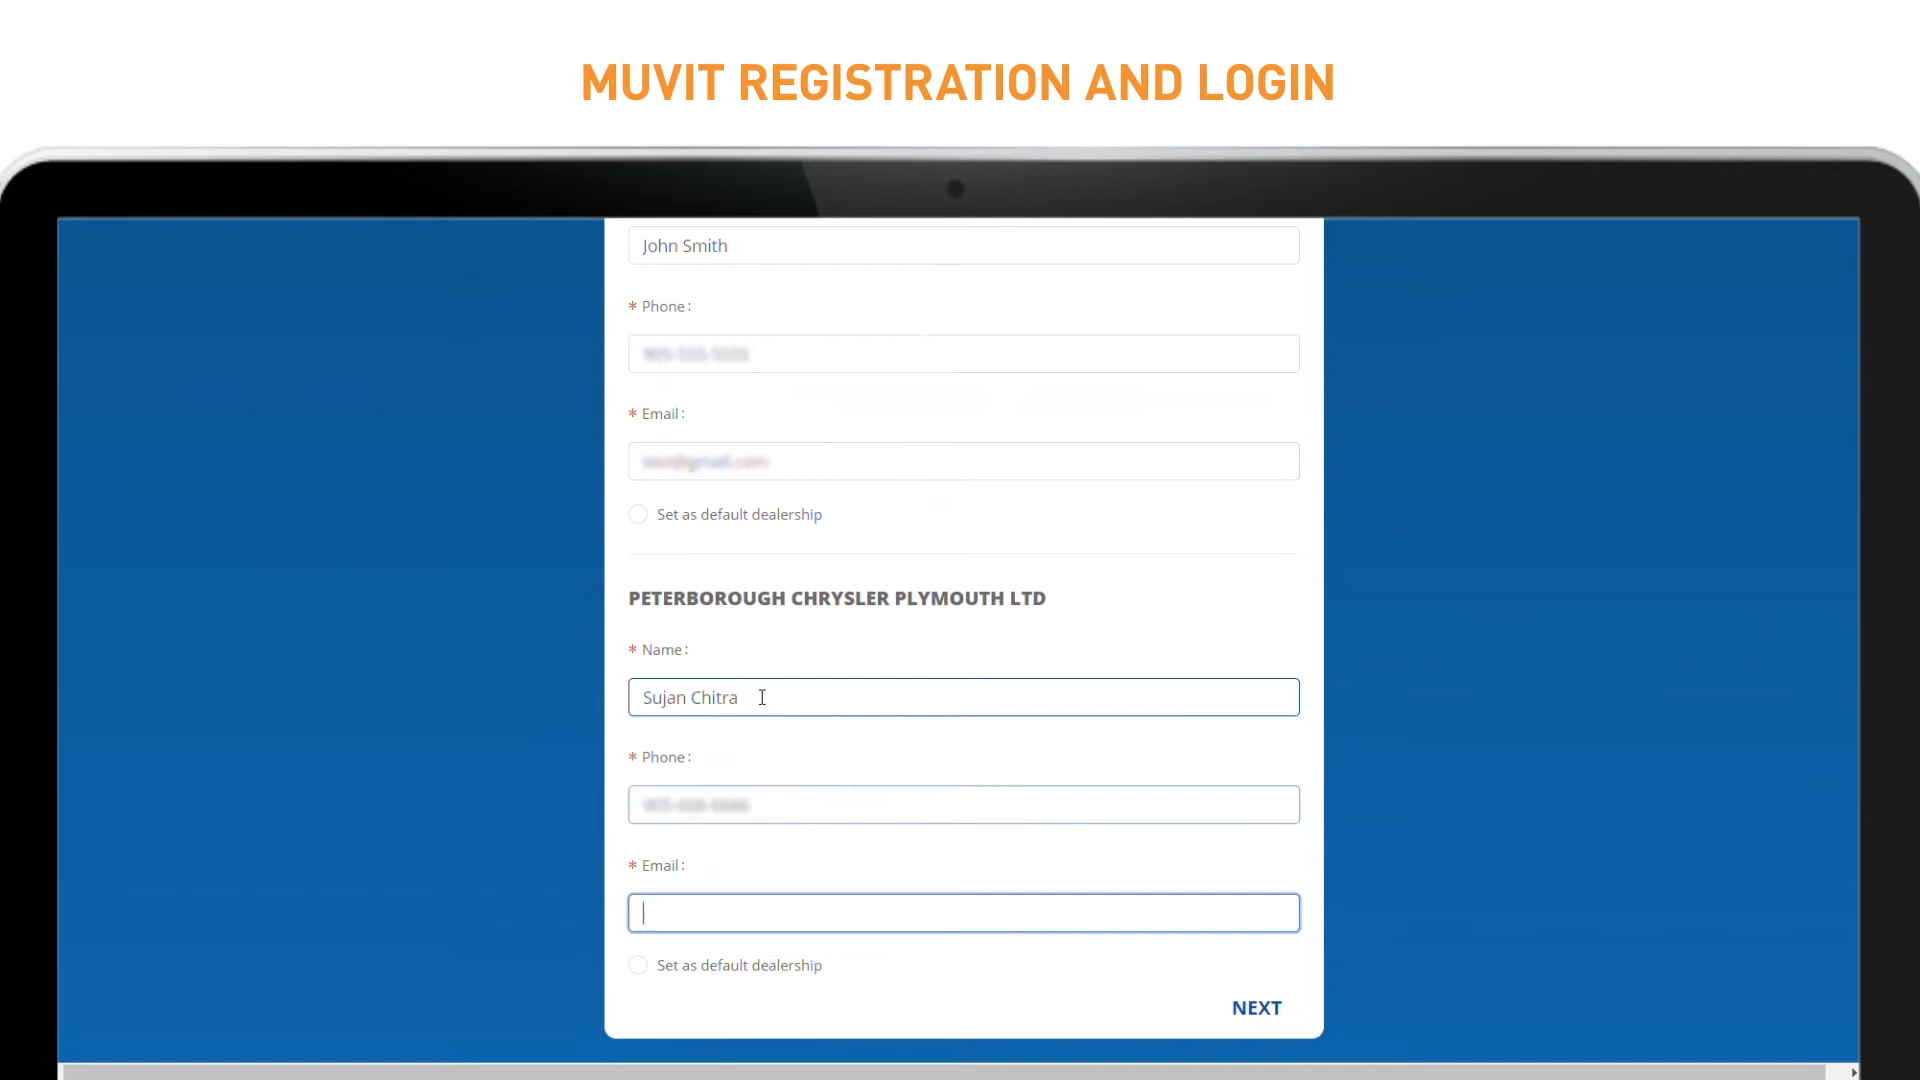 MUVIT REGISTRATION AND LOGIN
John Smith
* Phone:
* Email:
Set as default dealership
PETERBOROUGH CHRYSLER PLYMOUTH LTD
* Name:
Sujan Chitra
* Phone:
* Email:
Set as default dealership
NEXT